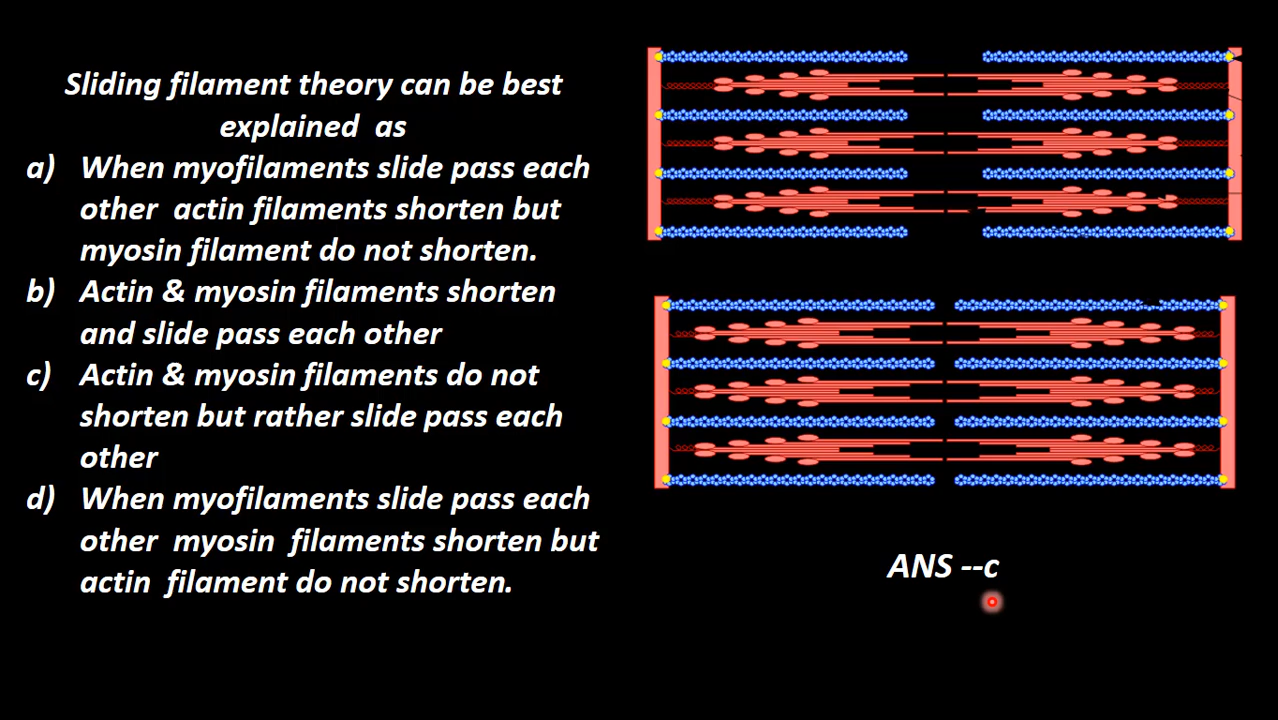 Sliding filament theory can be best
explained as
a) When myofilaments slide pass each
other actin filaments shorten but
myosin filament do not shorten.
b) Actin & myosin filaments shorten
and slide pass each other
c) Actin & myosin filaments do not
shorten but rather slide pass each
other
d) When myofilaments slide pass each
other myosin filaments shorten but
actin filament do not shorten.
ANS --c